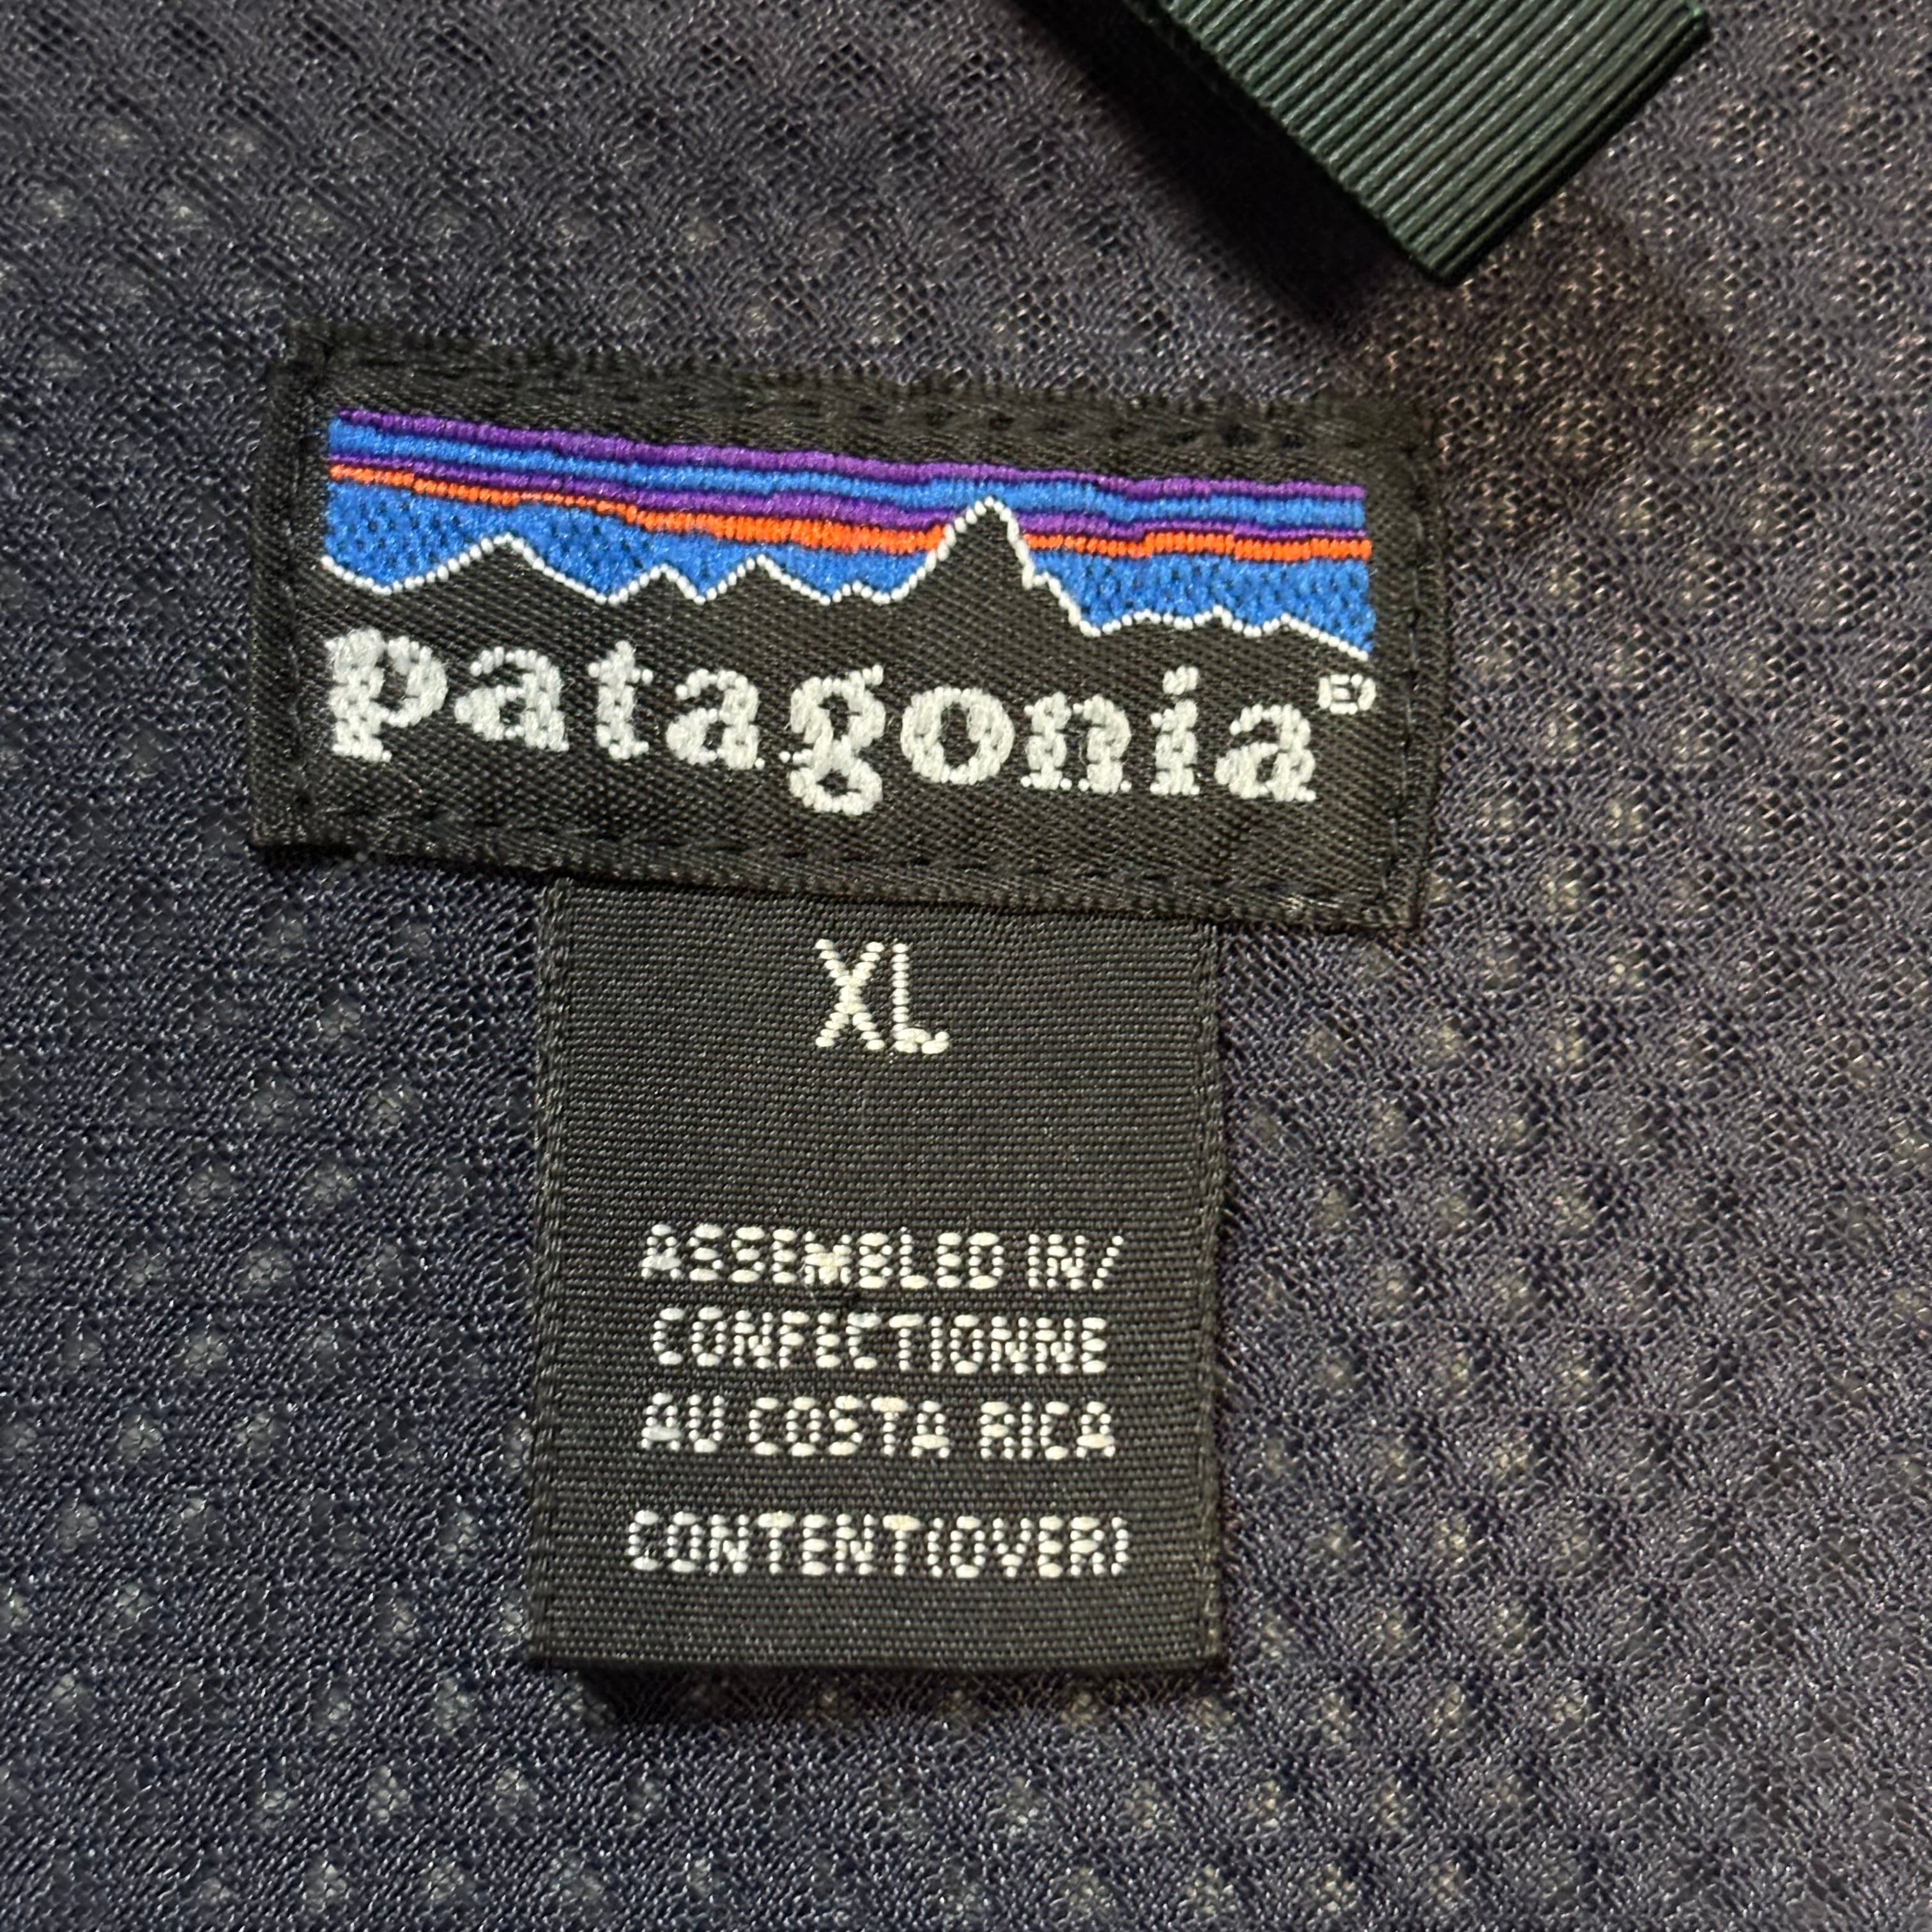 patagonia®
XL
ASSEMBLED IN/
CONFECTIONNE
AU COSTA RICA
CONTENT(OVER)